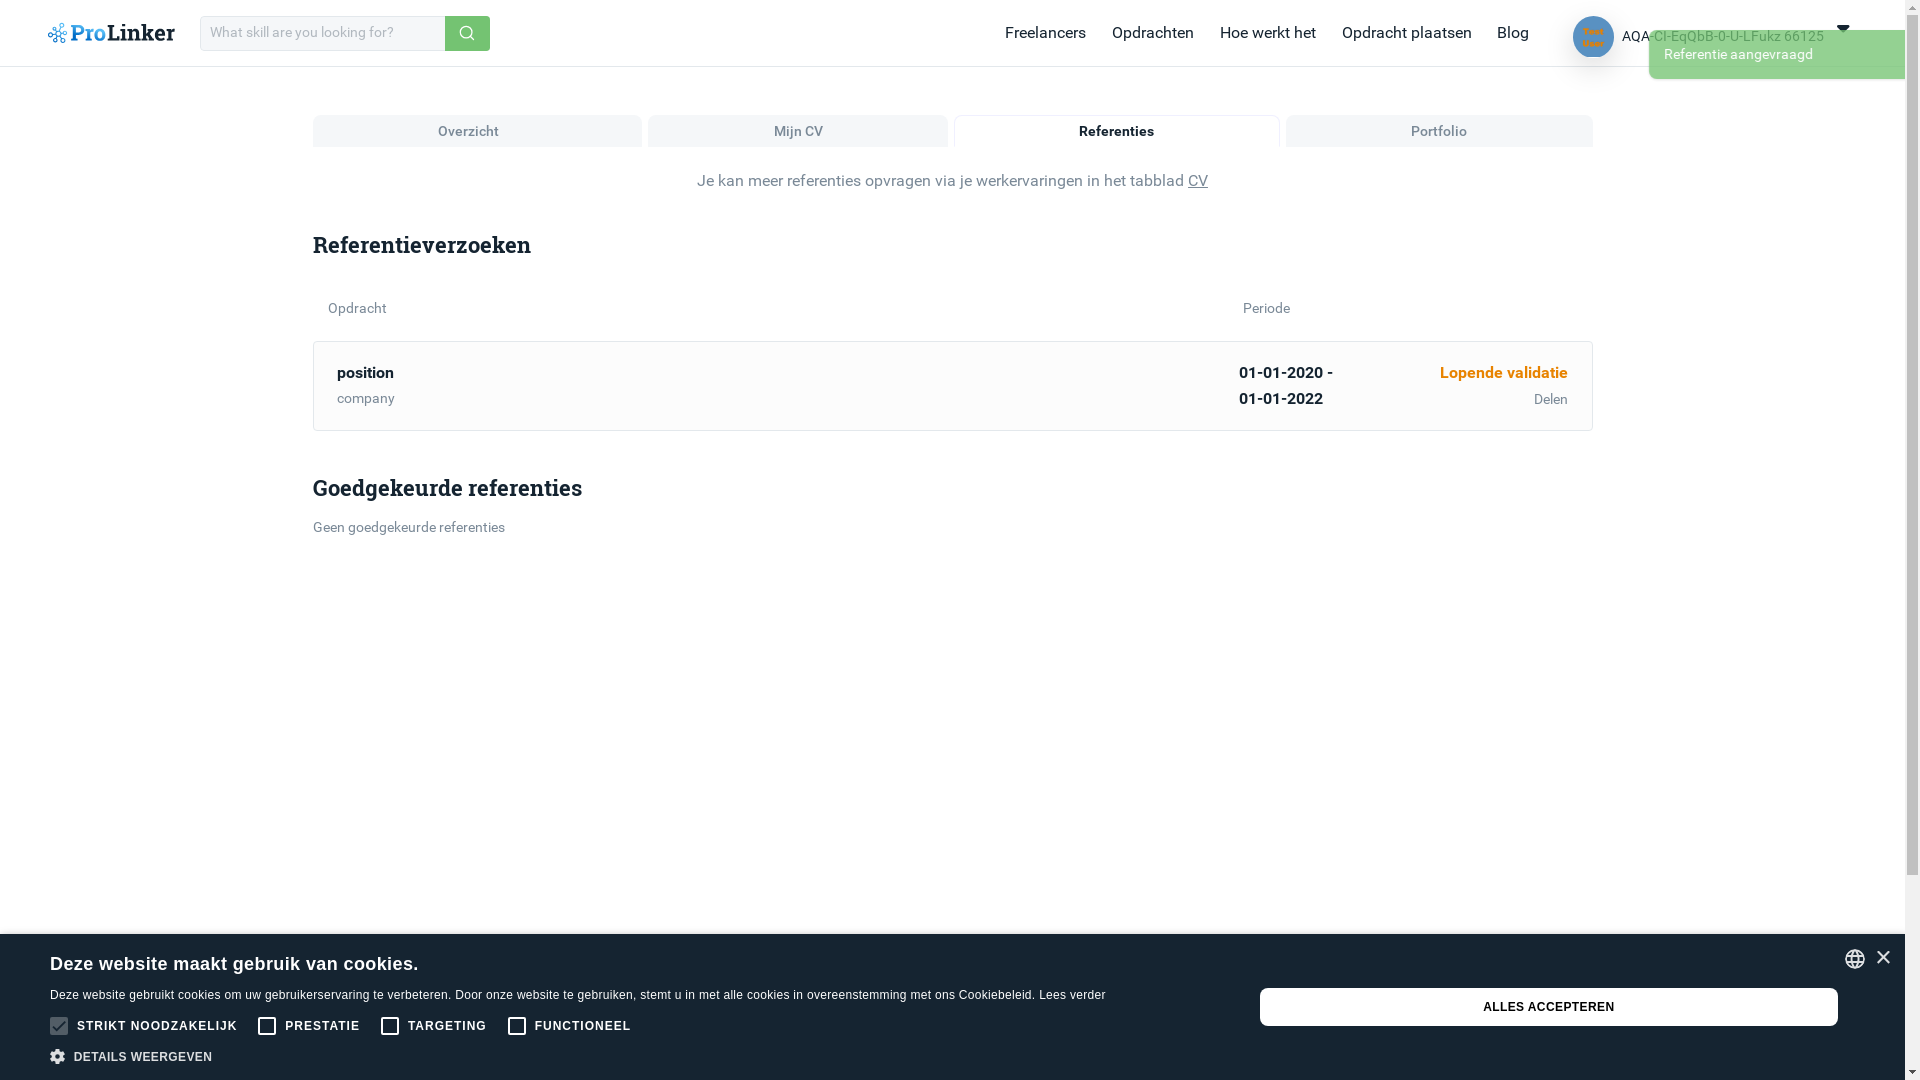 ProLinker
What skill are you looking for?
Freelancers
Opdrachten
Hoe werkt het
Opdracht plaatsen
Blog
Test
User
AQA-CI-EqQbB-0-U-LFukz 66125
Referentie aangevraagd
Overzicht
Mijn CV
Referenties
Portfolio
Je kan meer referenties opvragen via je werkervaringen in het tabblad CV
Referentieverzoeken
Opdracht
Periode
position
company
01-01-2020 -
01-01-2022
Lopende validatie
Delen
Goedgekeurde referenties
Geen goedgekeurde referenties
Deze website maakt gebruik van cookies.
Deze website gebruikt cookies om uw gebruikerservaring te verbeteren. Door onze website te gebruiken, stemt u in met alle cookies in overeenstemming met ons Cookiebeleid. Lees verder
STRIKT NOODZAKELIJK
PRESTATIE
TARGETING
FUNCTIONEEL
DETAILS WEERGEVEN
ALLES ACCEPTEREN